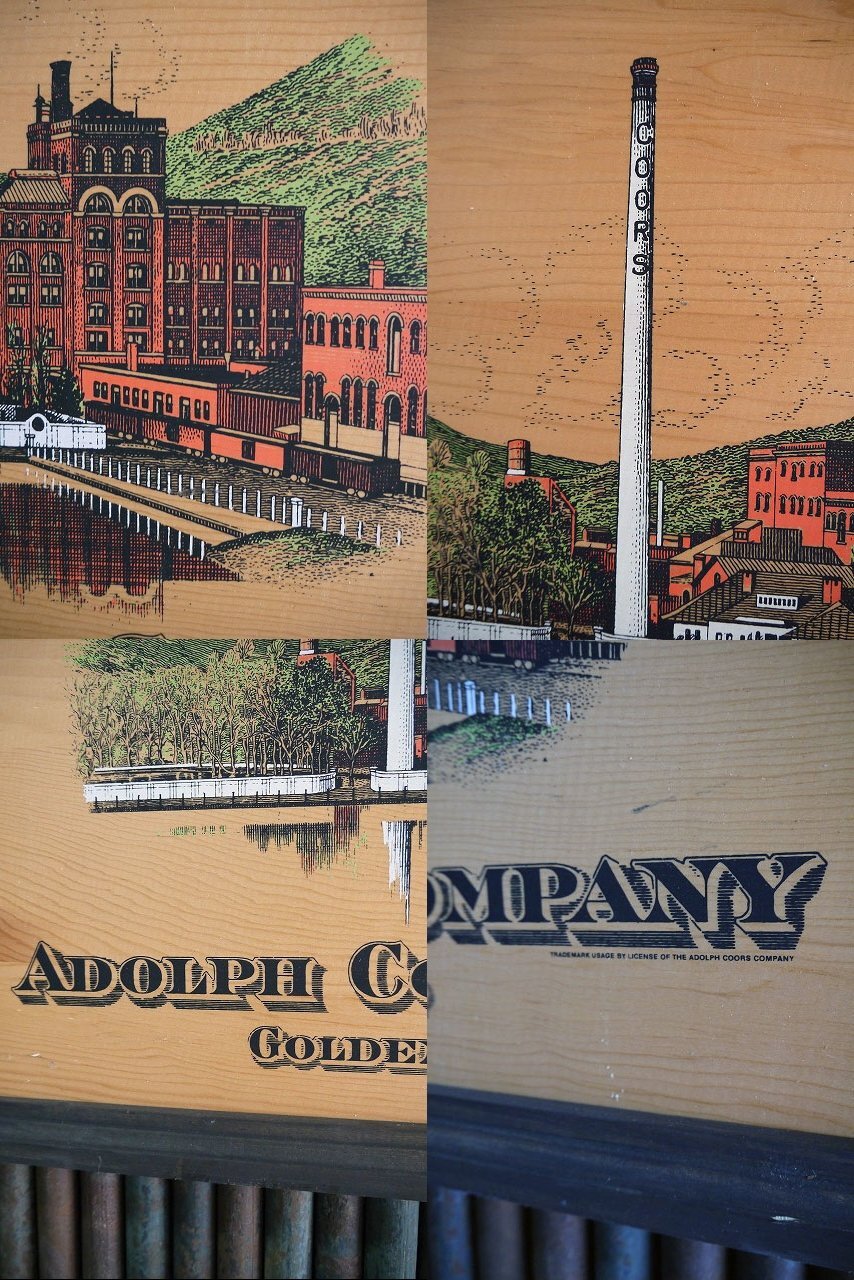 COORS
ADOLPH CO
GOLDE
OMPANY
TRADEMARK USAGE BY LICENSE OF THE ADOLPH COORS COMPANY